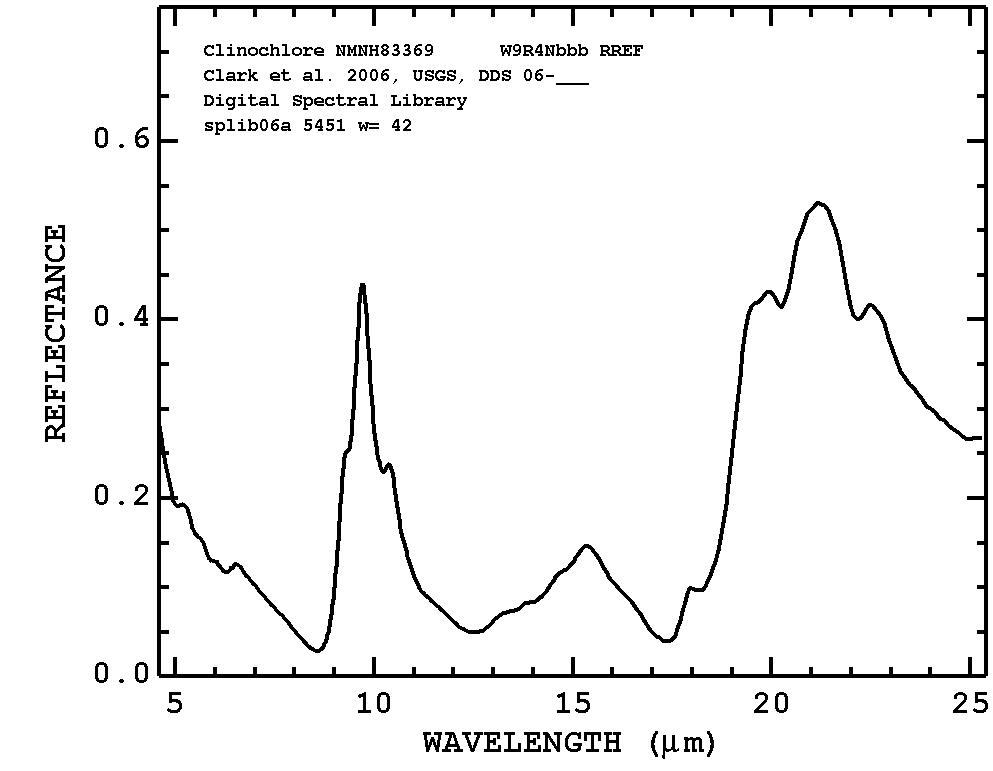 Clinochlore NMNH83369 W9R4Nbbb RREF
Clark et al. 2006, USGS, DDS 06-___
Digital Spectral Library
splib06a 5451 w= 42
0.6
0.4
0.2
0.0
REFLECTANCE
5 10 15 20 25
WAVELENGTH (μm)